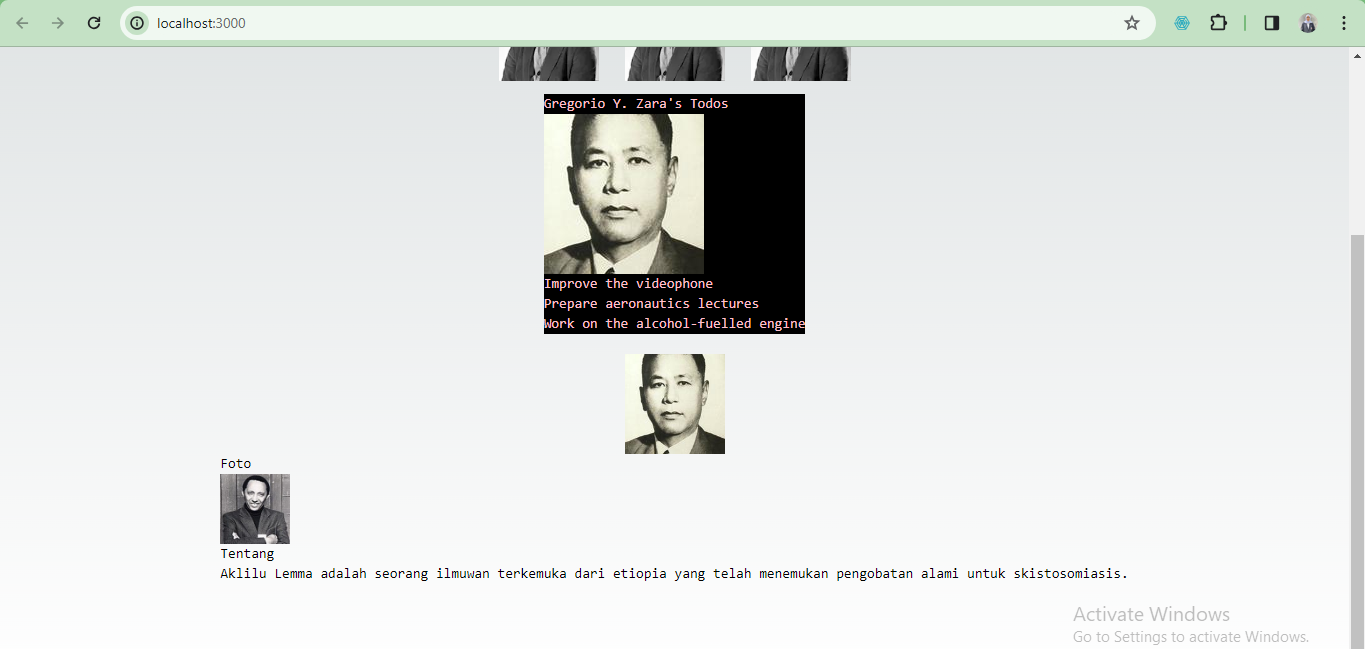 localhost:3000
Gregorio Y. Zara's Todos
Improve the videophone
Prepare aeronautics lectures
Work on the alcohol-fuelled engine
Foto
Tentang
Aklilu Lemma adalah seorang ilmuwan terkemuka dari etiopia yang telah menemukan pengobatan alami untuk skistosomiasis.
Activate Windows
Go to Settings to activate Windows.